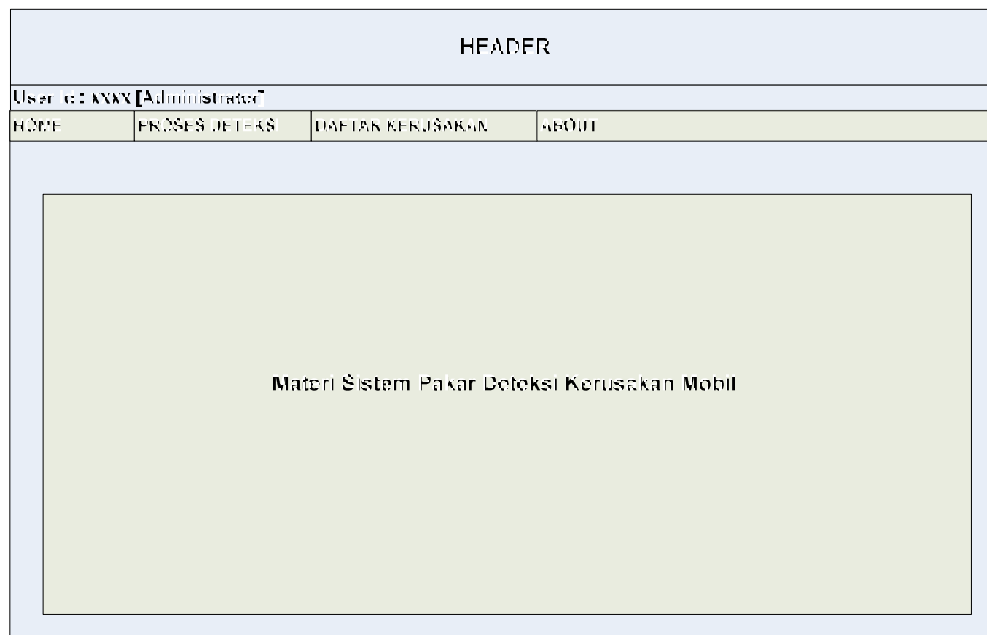 HEADER
User Id : xxxx [Administrator]
HOME PROSES DETEKSI DAFTAR KERUSAKAN ABOUT
Materi Sistem Pakar Deteksi Kerusakan Mobil